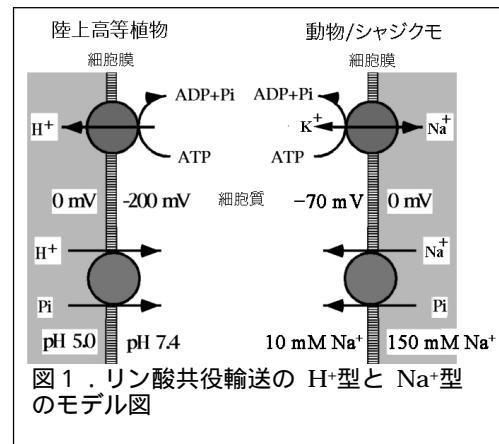 陸上高等植物 動物/シャジクモ
細胞膜 細胞膜
ADP+Pi ADP+Pi
H+ K+ Na+
ATP ATP
0 mV -200 mV 細胞質 −70 mV 0 mV
H+ Na+
Pi Pi
pH 5.0 pH 7.4 10 mM Na+ 150 mM Na+
図1．リン酸共役輸送の H+型と Na+型
のモデル図